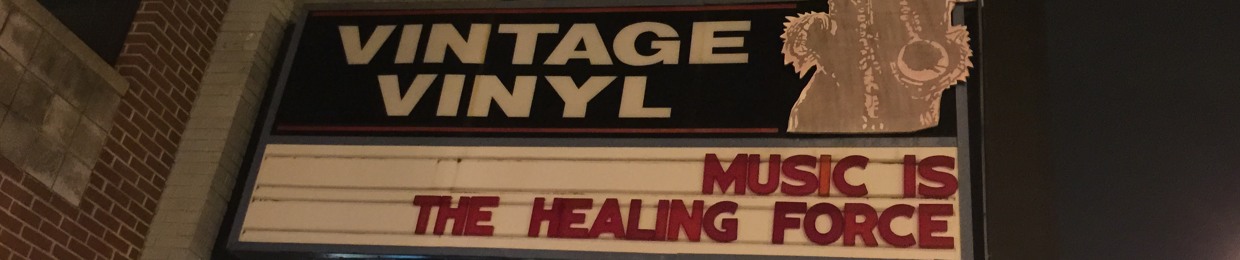 VINTAGE
VINYL
MUSIC IS
THE HEALING FORCE